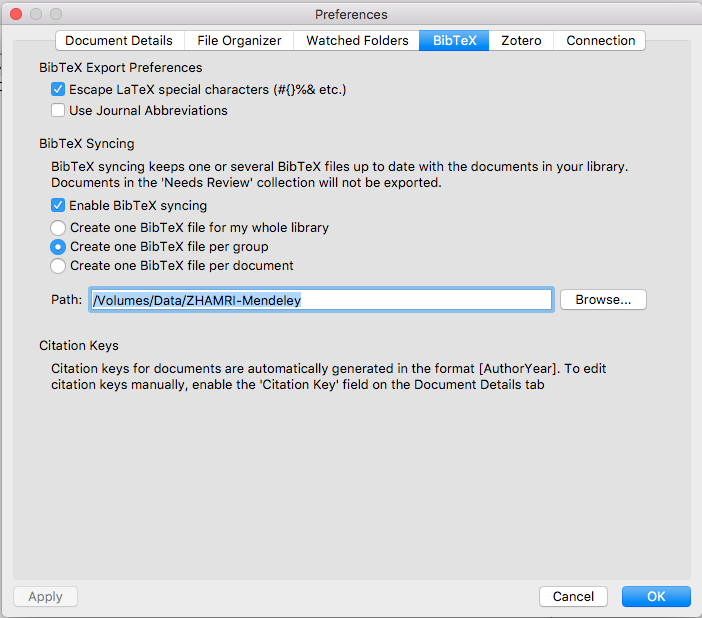 Preferences
Document Details File Organizer Watched Folders BibTeX Zotero Connection
BibTeX Export Preferences
Escape LaTeX special characters (#{}%& etc.)
Use Journal Abbreviations
BibTeX Syncing
BibTeX syncing keeps one or several BibTeX files up to date with the documents in your library.
Documents in the 'Needs Review' collection will not be exported.
Enable BibTeX syncing
Create one BibTeX file for my whole library
Create one BibTeX file per group
Create one BibTeX file per document
Path: /Volumes/Data/ZHAMRI-Mendeley Browse...
Citation Keys
Citation keys for documents are automatically generated in the format [AuthorYear]. To edit
citation keys manually, enable the 'Citation Key' field on the Document Details tab
Apply Cancel OK